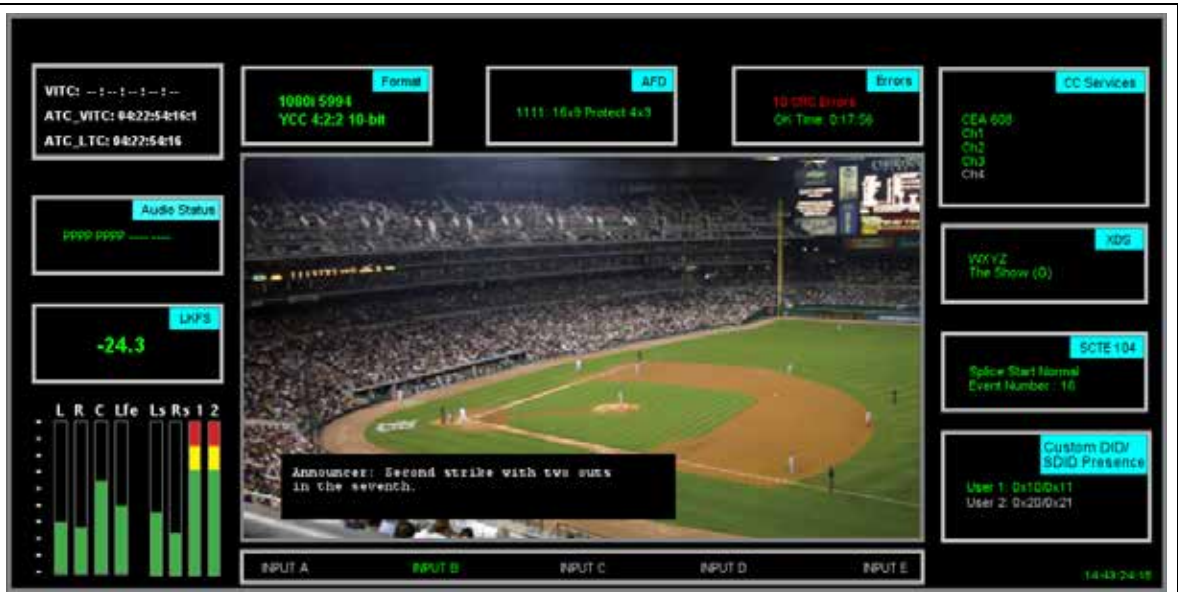 VITC: --:--:--:--:--
ATC_VITC: 04:22:54:16:1
ATC_LTC: 04:22:54:16
Format
1080i 5994
YCC 4:2:2 10-bit
AFD
1111: 16x9 Protect 4x3
Errors
10 CRC Errors
OK Time: 0:17:56
CC Services
CEA 608
Ch1
Ch2
Ch3
Ch4
Audio Status
PPPP PPPP ---- ----
XDS
WXYZ
The Show (G)
LKFS
-24.3
SCTE 104
Splice Start Normal
Event Number : 16
L R C Lfe Ls Rs 1 2
Custom DID/
SDID Presence
User 1: 0x10/0x11
User 2: 0x20/0x21
Announcer: Second strike with two outs
in the seventh.
INPUT A INPUT B INPUT C INPUT D INPUT E